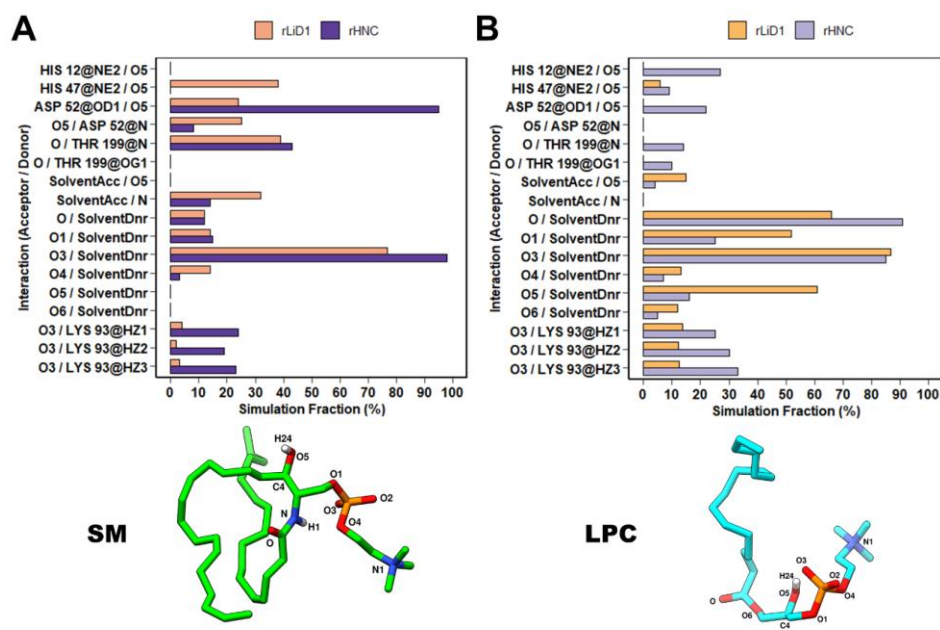 A
rLiD1 rHNC
Interaction (Acceptor / Donor)
HIS 12@NE2 / O5
HIS 47@NE2 / O5
ASP 52@OD1 / O5
O5 / ASP 52@N
O / THR 199@N
O / THR 199@OG1
SolventAcc / O5
SolventAcc / N
O / SolventDnr
O1 / SolventDnr
O3 / SolventDnr
O4 / SolventDnr
O5 / SolventDnr
O6 / SolventDnr
O3 / LYS 93@HZ1
O3 / LYS 93@HZ2
O3 / LYS 93@HZ3
0 10 20 30 40 50 60 70 80 90 100
Simulation Fraction (%)
B
rLiD1 rHNC
Interaction (Acceptor / Donor)
HIS 12@NE2 / O5
HIS 47@NE2 / O5
ASP 52@OD1 / O5
O5 / ASP 52@N
O / THR 199@N
O / THR 199@OG1
SolventAcc / O5
SolventAcc / N
O / SolventDnr
O1 / SolventDnr
O3 / SolventDnr
O4 / SolventDnr
O5 / SolventDnr
O6 / SolventDnr
O3 / LYS 93@HZ1
O3 / LYS 93@HZ2
O3 / LYS 93@HZ3
0 10 20 30 40 50 60 70 80 90 100
Simulation Fraction (%)
SM
H24
O5
C4
O1
O2
O3
O4
N
H1
O
N1
LPC
N1
O3
H24
O2
O5
O4
O
O6
C4
O1